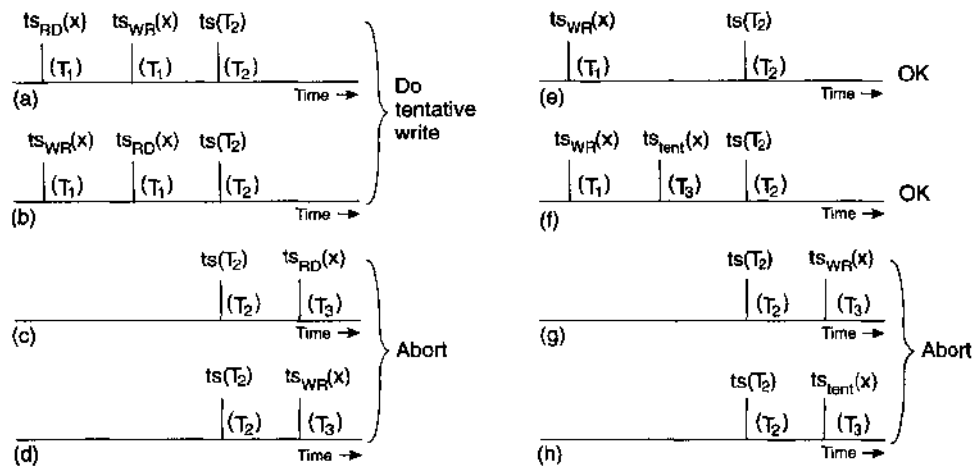 ts_RD(x) ts_WR(x) ts(T₂)
(T₁) (T₁) (T₂)
(a) Time →
ts_WR(x) ts_RD(x) ts(T₂)
(T₁) (T₁) (T₂)
(b) Time →
Do
tentative
write
ts(T₂) ts_RD(x)
(T₂) (T₃)
(c) Time →
ts(T₂) ts_WR(x)
(T₂) (T₃)
(d)
Abort
ts_WR(x) ts(T₂)
(T₁) (T₂)
(e) Time → OK
ts_WR(x) ts_tent(x) ts(T₂)
(T₁) (T₃) (T₂)
(f) Time → OK
ts(T₂) ts_WR(x)
(T₂) (T₃)
(g) Time →
ts(T₂) ts_tent(x)
(T₂) (T₃)
(h) Time →
Abort